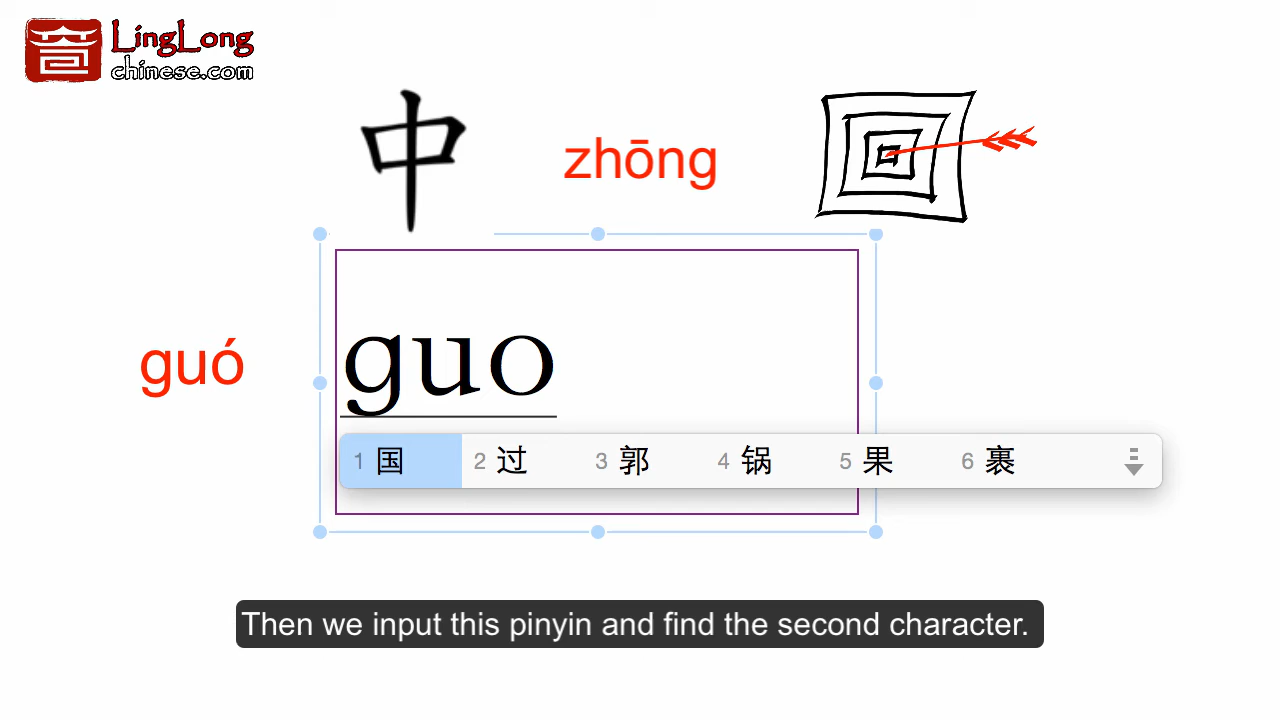 LingLong
chinese.com
中 zhōng
guó
guo
1 国 2 过 3 郭 4 锅 5 果 6 裹
Then we input this pinyin and find the second character.